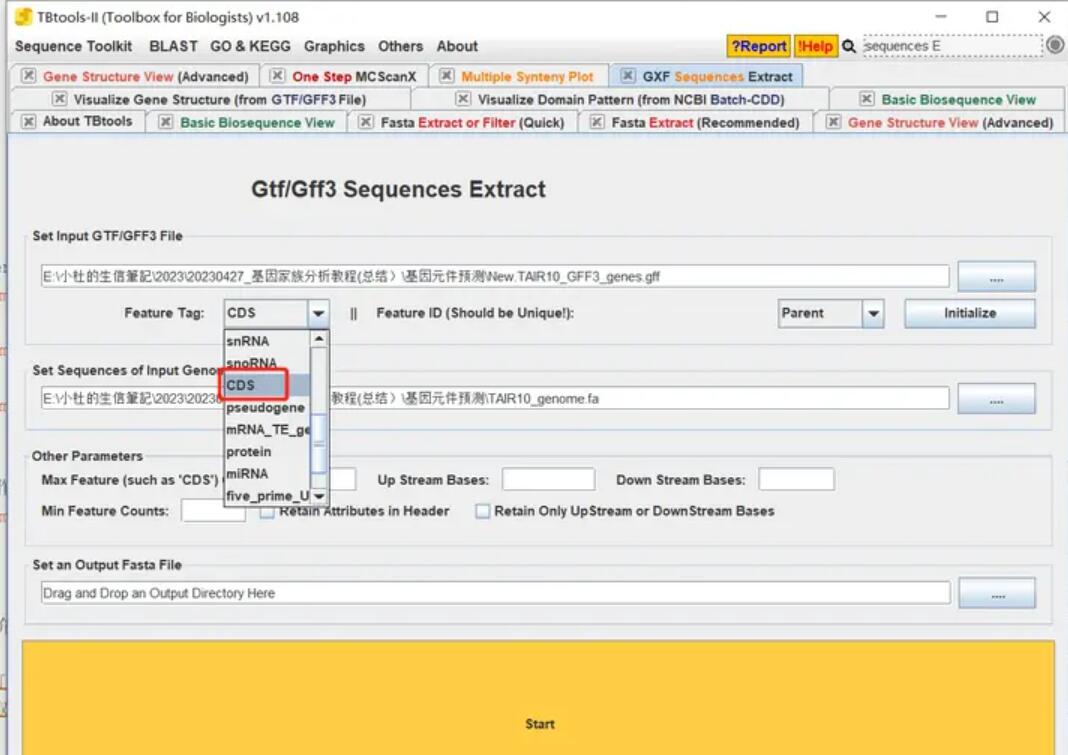 TBtools-II (Toolbox for Biologists) v1.108
Sequence Toolkit BLAST GO & KEGG Graphics Others About ?Report !Help sequences E
Gene Structure View (Advanced) One Step MCScanX Multiple Synteny Plot GXF Sequences Extract
Visualize Gene Structure (from GTF/GFF3 File) Visualize Domain Pattern (from NCBI Batch-CDD) Basic Biosequence View
About TBtools Basic Biosequence View Fasta Extract or Filter (Quick) Fasta Extract (Recommended) Gene Structure View (Advanced)
Gtf/Gff3 Sequences Extract
Set Input GTF/GFF3 File
E:\小杜的生信筆記\2023\20230427_基因家族分析教程(总结）\基因元件预测\New.TAIR10_GFF3_genes.gff ....
Feature Tag: CDS || Feature ID (Should be Unique!): Parent Initialize
snRNA
snoRNA
Set Sequences of Input
CDS
E:\小杜的生信筆記\2023\ 教程(总结）\基因元件预测\TAIR10_genome.fa ....
pseudogene
mRNA_TE_ge
protein
miRNA
five_prime_U
Other Parameters
Max Feature (such as 'CDS') Up Stream Bases: Down Stream Bases:
Min Feature Counts: Retain Attributes in Header Retain Only UpStream or DownStream Bases
Set an Output Fasta File
Drag and Drop an Output Directory Here ....
Start